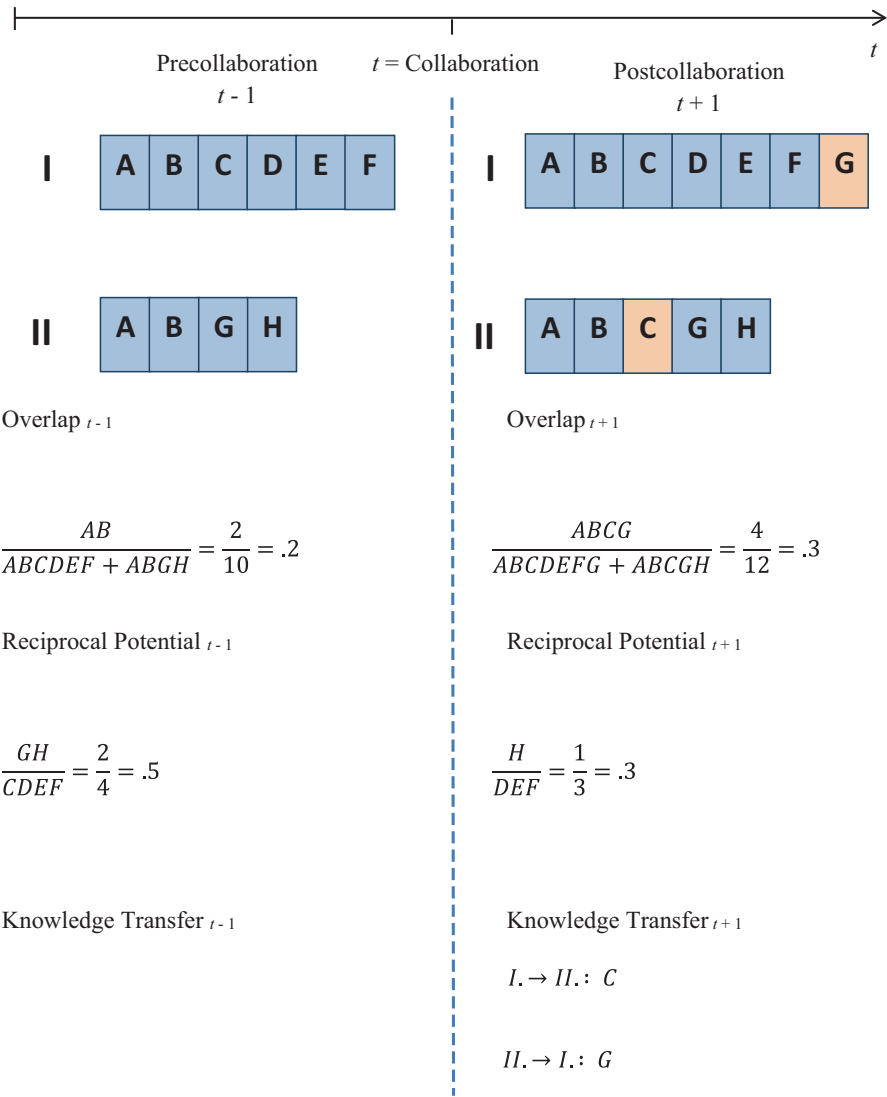 t
Precollaboration
t - 1
t = Collaboration
Postcollaboration
t + 1
I A B C D E F
I A B C D E F G
II A B G H
II A B C G H
Overlap t - 1
Overlap t + 1
AB / ABCDEF + ABGH = 2 / 10 = .2
ABCG / ABCDEFG + ABCGH = 4 / 12 = .3
Reciprocal Potential t - 1
Reciprocal Potential t + 1
GH / CDEF = 2 / 4 = .5
H / DEF = 1 / 3 = .3
Knowledge Transfer t - 1
Knowledge Transfer t + 1
I. → II.: C
II. → I.: G